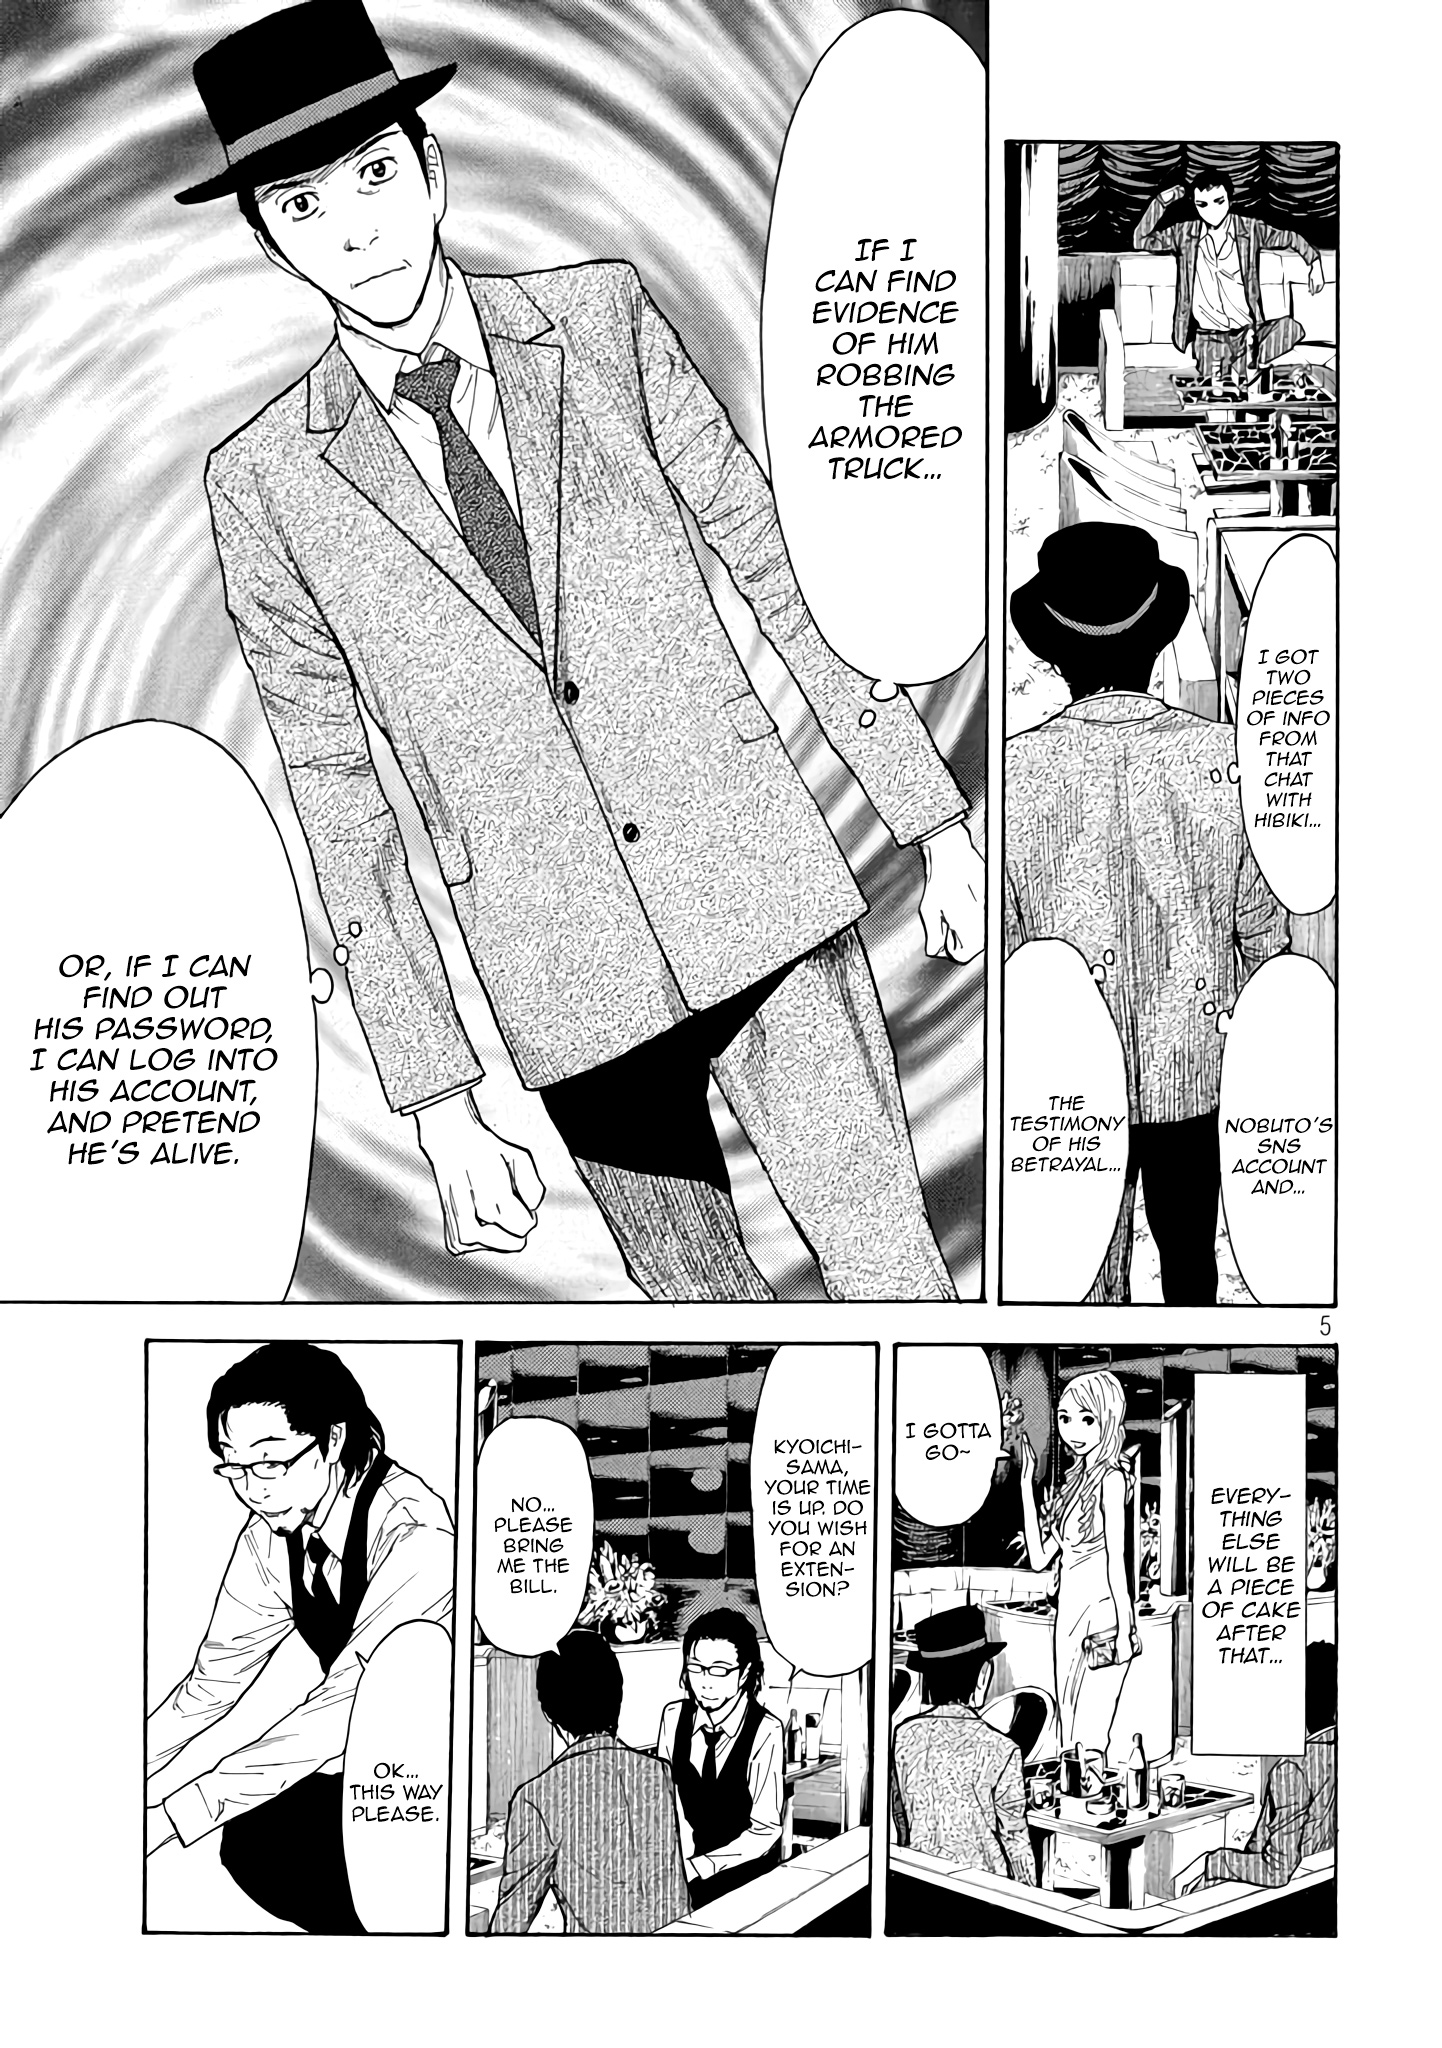 I GOT
TWO
PIECES
OF INFO
FROM
THAT
CHAT
WITH
HIBIKI...
NOBUTO'S
SNS
ACCOUNT
AND...
THE
TESTIMONY
OF HIS
BETRAYAL...
IF I
CAN FIND
EVIDENCE
OF HIM
ROBBING
THE
ARMORED
TRUCK...
OR, IF I CAN
FIND OUT
HIS PASSWORD,
I CAN LOG INTO
HIS ACCOUNT,
AND PRETEND
HE'S ALIVE.
5
EVERY-
THING
ELSE
WILL BE
A PIECE
OF CAKE
AFTER
THAT...
I GOTTA
GO~
KYOICHI-
SAMA,
YOUR TIME
IS UP. DO
YOU WISH
FOR AN
EXTEN-
SION?
NO...
PLEASE
BRING
ME THE
BILL.
OK...
THIS WAY
PLEASE.